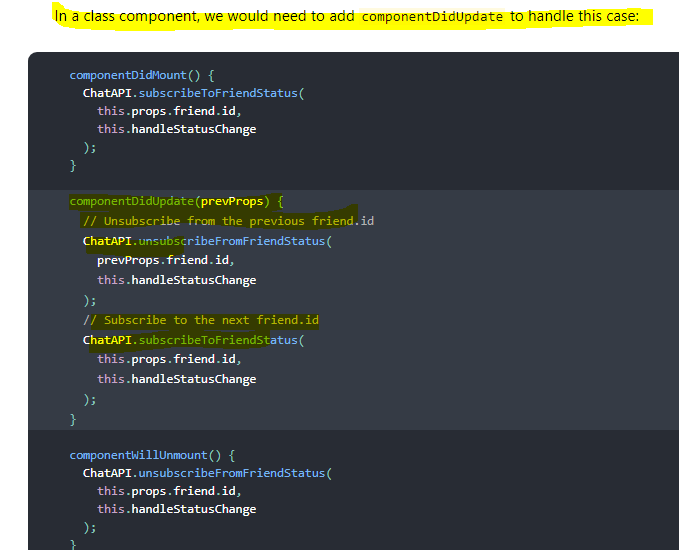 In a class component, we would need to add componentDidUpdate to handle this case:
componentDidMount() {
ChatAPI.subscribeToFriendStatus(
this.props.friend.id,
this.handleStatusChange
);
}
componentDidUpdate(prevProps) {
// Unsubscribe from the previous friend.id
ChatAPI.unsubscribeFromFriendStatus(
prevProps.friend.id,
this.handleStatusChange
);
// Subscribe to the next friend.id
ChatAPI.subscribeToFriendStatus(
this.props.friend.id,
this.handleStatusChange
);
}
componentWillUnmount() {
ChatAPI.unsubscribeFromFriendStatus(
this.props.friend.id,
this.handleStatusChange
);
}